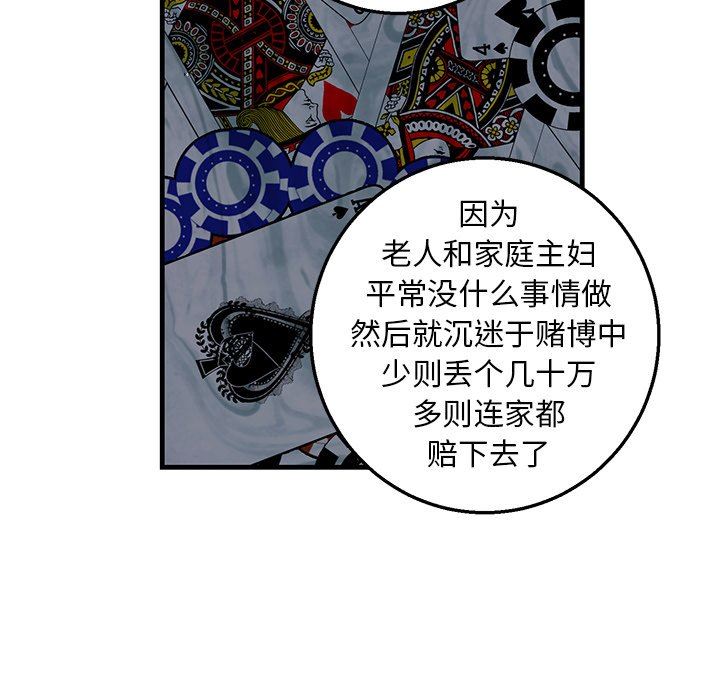 4
因为
老人和家庭主妇
平常没什么事情做
然后就沉迷于赌博中
少则丢个几十万
多则连家都
赔下去了